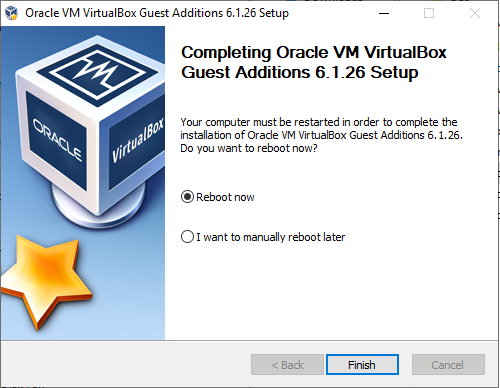 Oracle VM VirtualBox Guest Additions 6.1.26 Setup
Completing Oracle VM VirtualBox
Guest Additions 6.1.26 Setup
Your computer must be restarted in order to complete the
installation of Oracle VM VirtualBox Guest Additions 6.1.26.
Do you want to reboot now?
VM
ORACLE
VirtualBox
Reboot now
I want to manually reboot later
< Back
Finish
Cancel